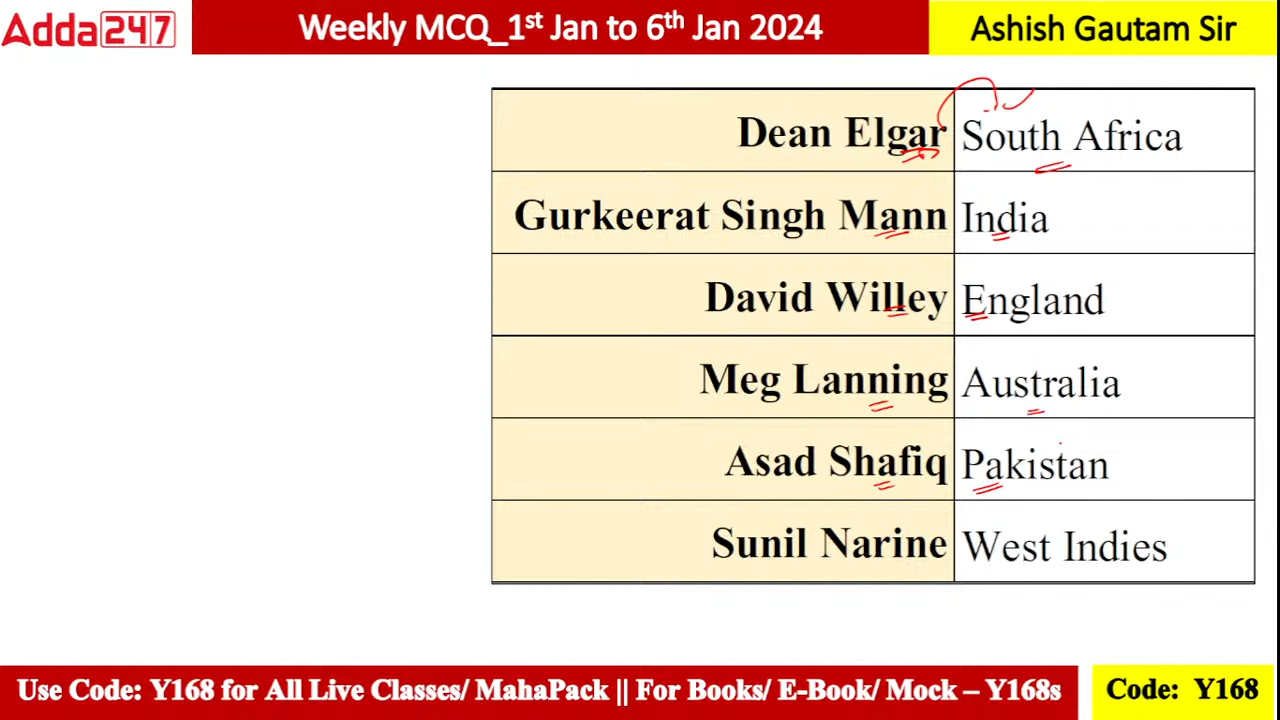 Adda247
Weekly MCQ_1st Jan to 6th Jan 2024
Ashish Gautam Sir
Dean Elgar South Africa
Gurkeerat Singh Mann India
David Willey England
Meg Lanning Australia
Asad Shafiq Pakistan
Sunil Narine West Indies
Use Code: Y168 for All Live Classes/ MahaPack || For Books/ E-Book/ Mock – Y168s
Code: Y168